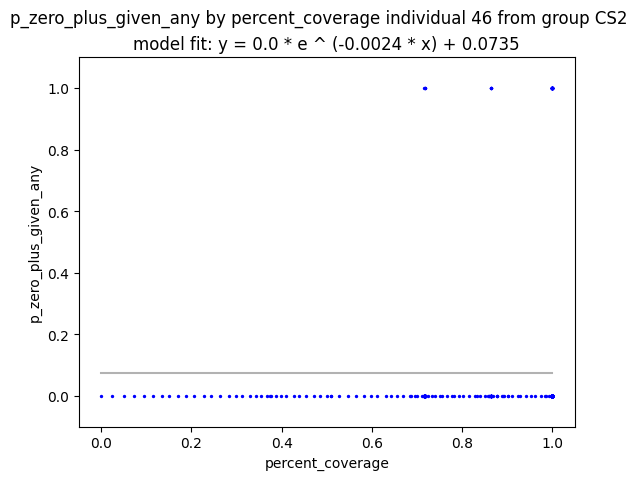 p_zero_plus_given_any by percent_coverage individual 46 from group CS2
model fit: y = 0.0 * e ^ (-0.0024 * x) + 0.0735
1.0
0.8
0.6
0.4
0.2
0.0
p_zero_plus_given_any
0.0 0.2 0.4 0.6 0.8 1.0
percent_coverage